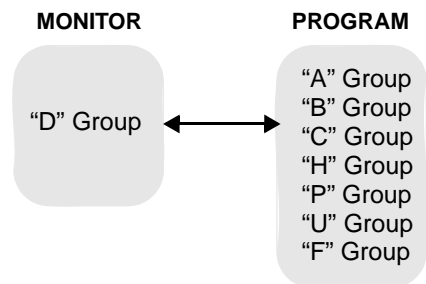 MONITOR
“D” Group
PROGRAM
“A” Group
“B” Group
“C” Group
“H” Group
“P” Group
“U” Group
“F” Group